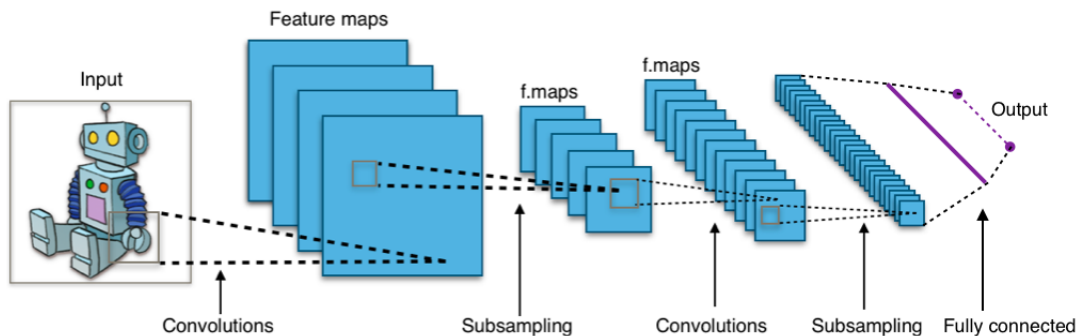 Feature maps
Input
f.maps
f.maps
Output
Convolutions
Subsampling
Convolutions
Subsampling
Fully connected